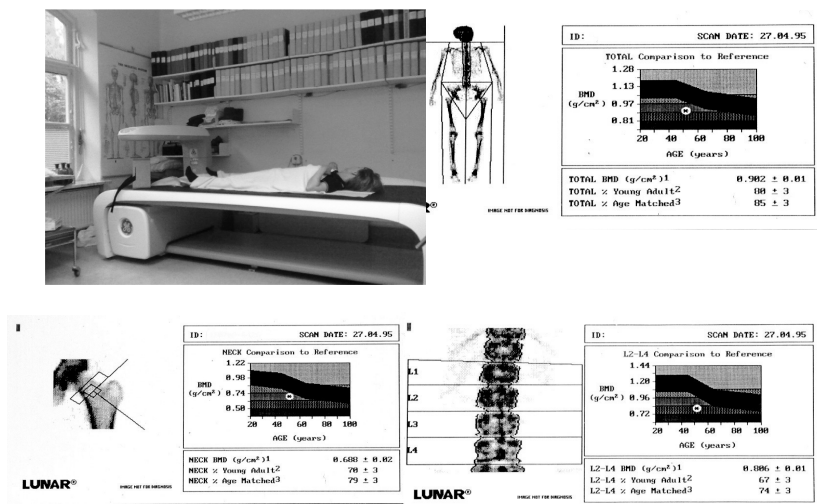 ID: SCAN DATE: 27.04.95
TOTAL Comparison to Reference
BMD
(g/cm²)
1.28
1.13
0.97
0.81
20 40 60 80 100
AGE (years)
TOTAL BMD (g/cm²)1 0.902 ± 0.01
TOTAL % Young Adult2 80 ± 3
TOTAL % Age Matched3 85 ± 3
R®
IMAGE NOT FOR DIAGNOSIS
ID: SCAN DATE: 27.04.95
NECK Comparison to Reference
BMD
(g/cm²)
1.22
0.98
0.74
0.50
20 40 60 80 100
AGE (years)
NECK BMD (g/cm²)1 0.688 ± 0.02
NECK % Young Adult2 70 ± 3
NECK % Age Matched3 79 ± 3
LUNAR®
IMAGE NOT FOR DIAGNOSIS
L1
L2
L3
L4
ID: SCAN DATE: 27.04.95
L2-L4 Comparison to Reference
BMD
(g/cm²)
1.44
1.20
0.96
0.72
20 40 60 80 100
AGE (years)
L2-L4 BMD (g/cm²)1 0.806 ± 0.01
L2-L4 % Young Adult2 67 ± 3
L2-L4 % Age Matched3 74 ± 3
LUNAR®
IMAGE NOT FOR DIAGNOSIS